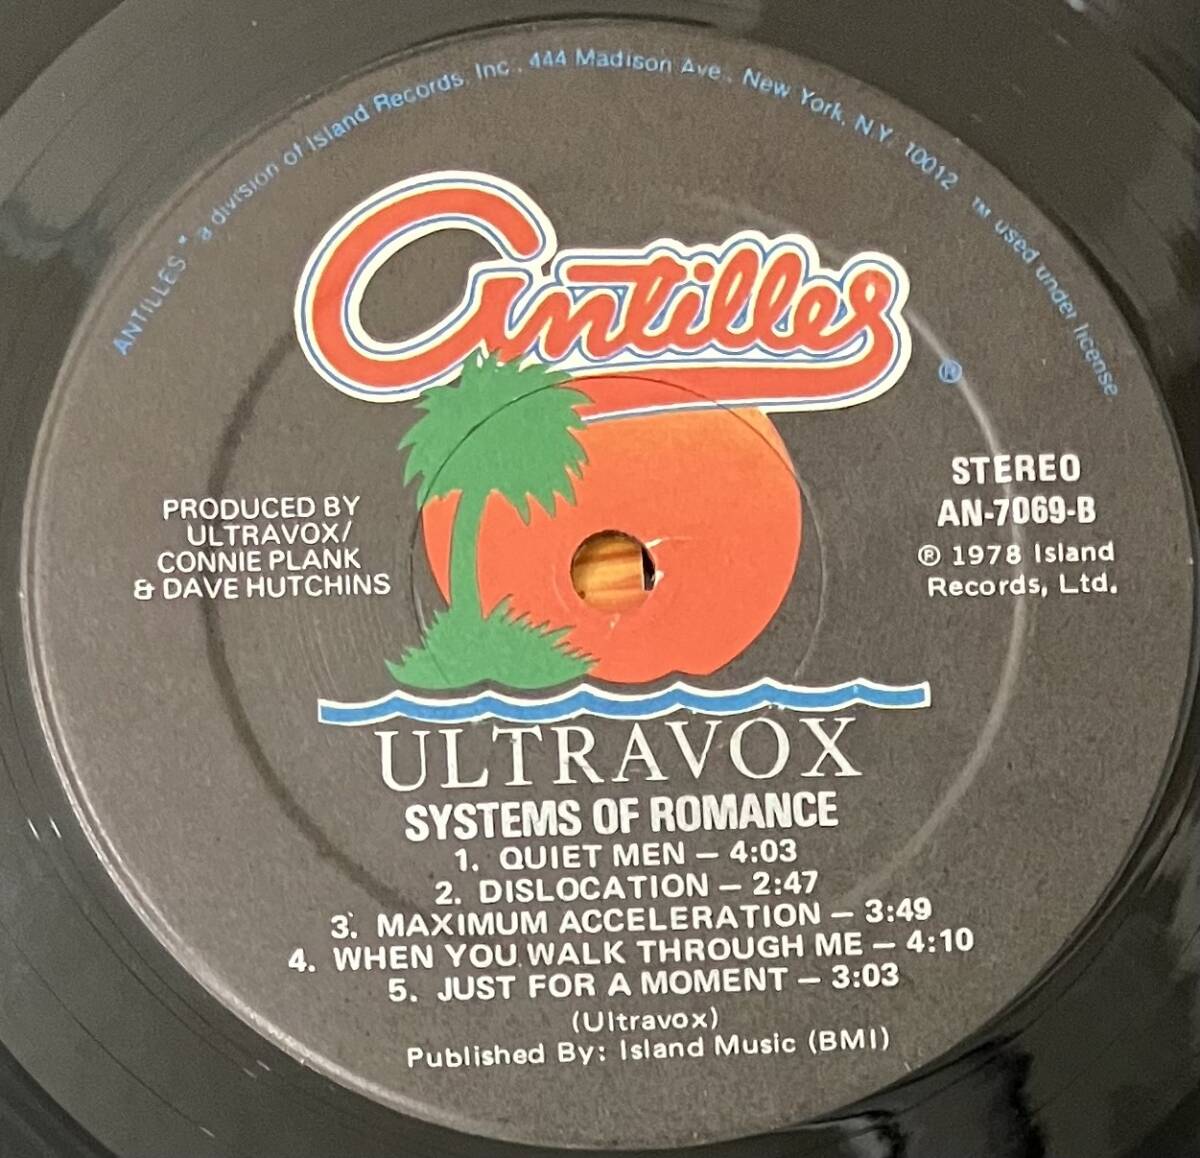 ANTILLES™ a division of Island Records, Inc., 444 Madison Ave., New York, N.Y. 10012 ™ used under license
Antilles
®
PRODUCED BY
ULTRAVOX/
CONNIE PLANK
& DAVE HUTCHINS
STEREO
AN-7069-B
℗ 1978 Island
Records, Ltd.
ULTRAVOX
SYSTEMS OF ROMANCE
1. QUIET MEN – 4:03
2. DISLOCATION – 2:47
3. MAXIMUM ACCELERATION – 3:49
4. WHEN YOU WALK THROUGH ME – 4:10
5. JUST FOR A MOMENT – 3:03
(Ultravox)
Published By: Island Music (BMI)